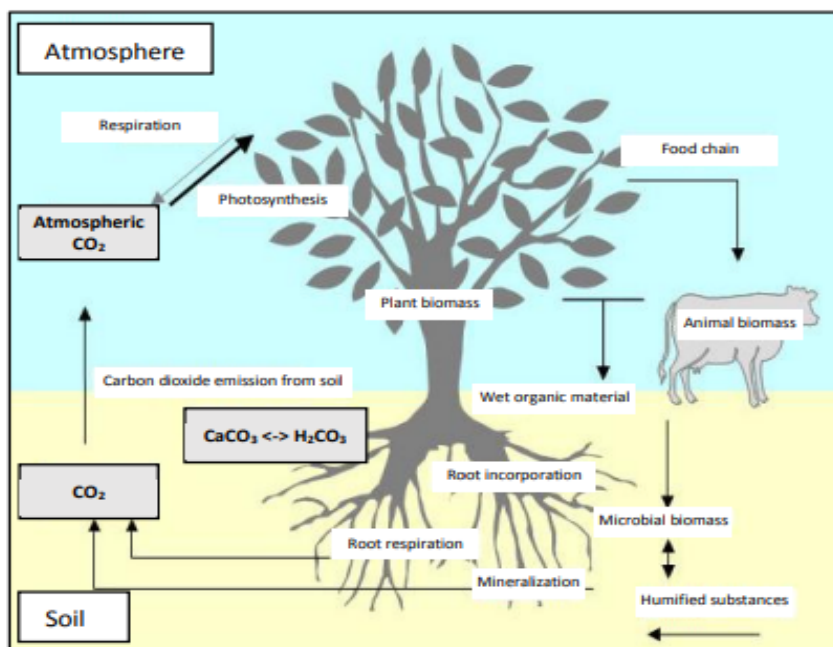 Atmosphere
Respiration
Food chain
Photosynthesis
Atmospheric
CO₂
Plant biomass
Animal biomass
Carbon dioxide emission from soil
Wet organic material
CaCO₃ <-> H₂CO₃
Root incorporation
CO₂
Microbial biomass
Root respiration
Mineralization
Humified substances
Soil